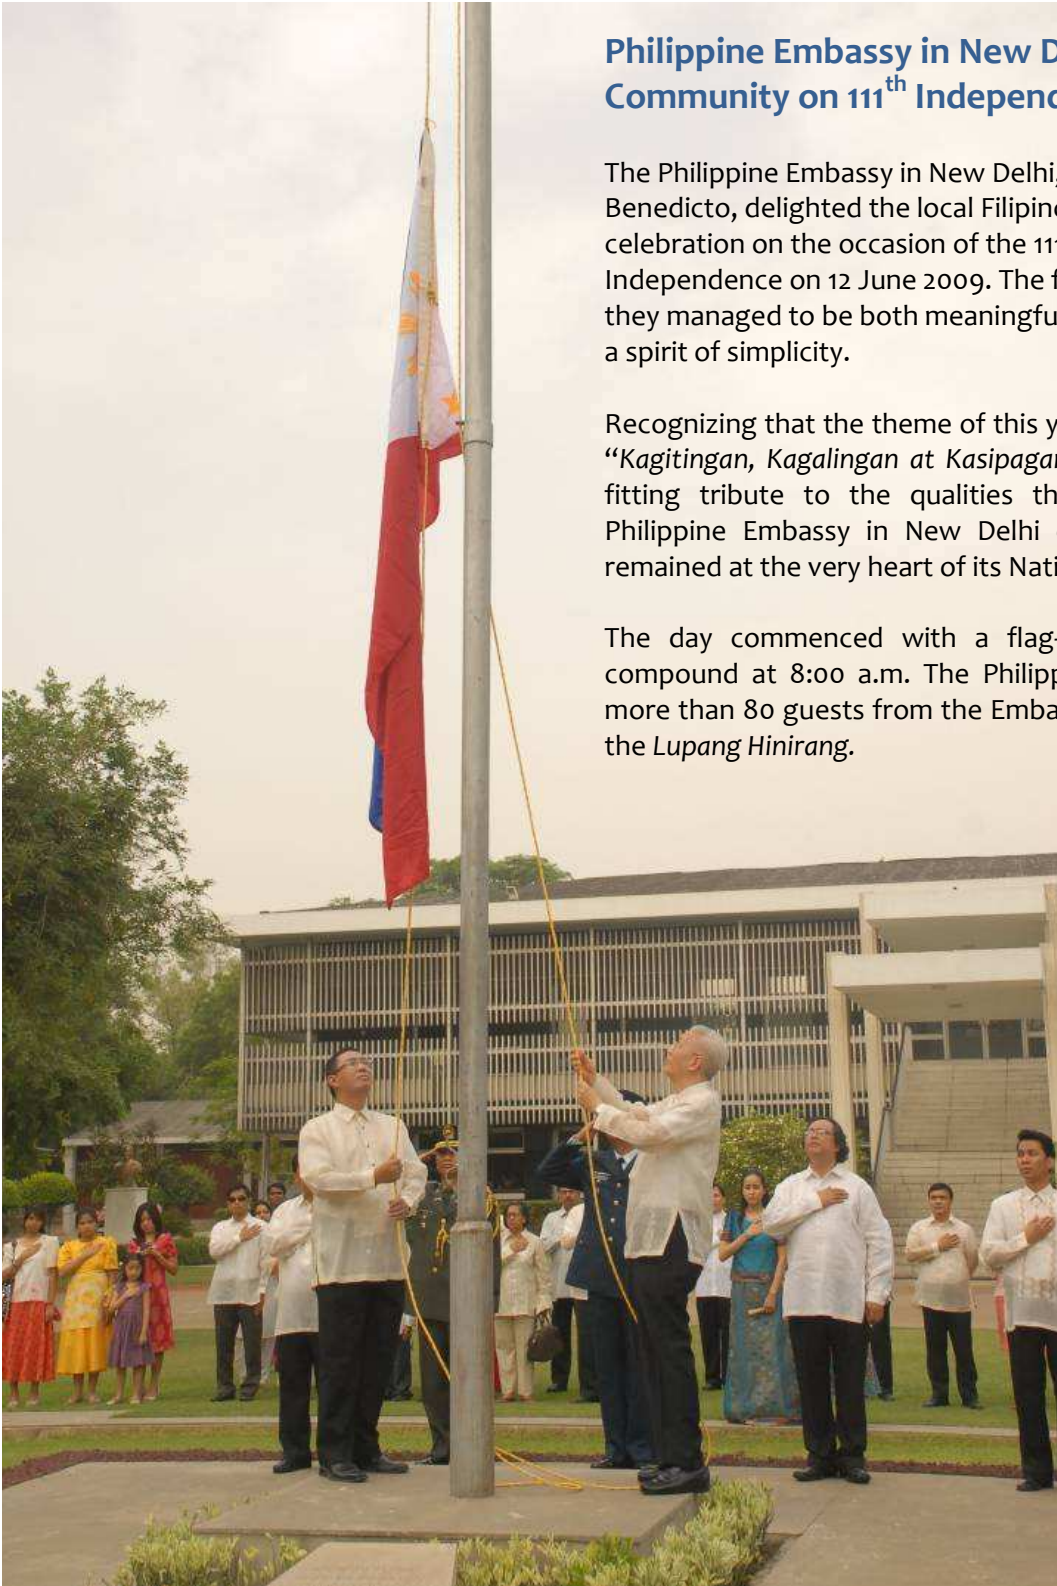 Philippine Embassy in New D
Community on 111th Independ
The Philippine Embassy in New Delhi,
Benedicto, delighted the local Filipino
celebration on the occasion of the 111
Independence on 12 June 2009. The f
they managed to be both meaningfu
a spirit of simplicity.
Recognizing that the theme of this y
“Kagitingan, Kagalingan at Kasipagan
fitting tribute to the qualities th
Philippine Embassy in New Delhi
remained at the very heart of its Nati
The day commenced with a flag-
compound at 8:00 a.m. The Philipp
more than 80 guests from the Emba
the Lupang Hinirang.